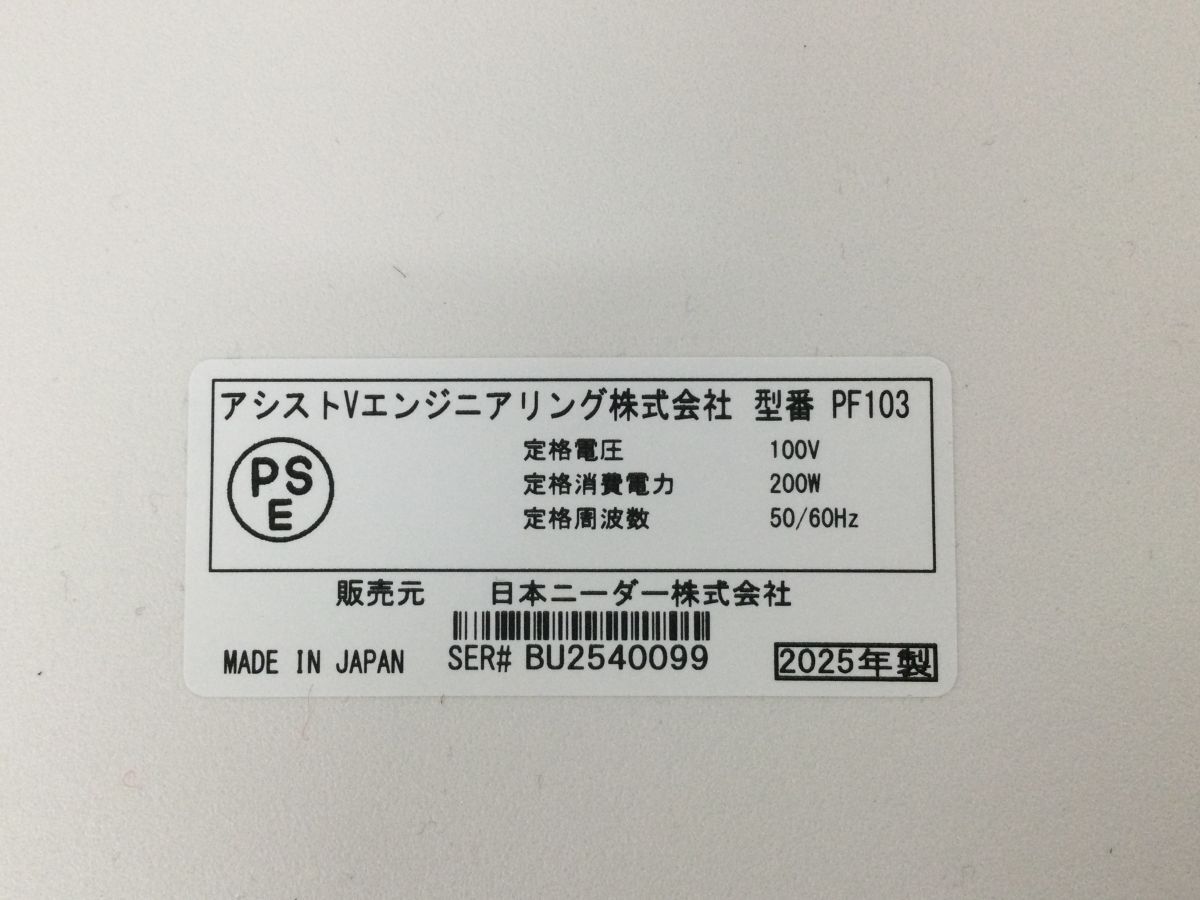 アシストVエンジニアリング株式会社 型番 PF103
PS
E
定格電圧 100V
定格消費電力 200W
定格周波数 50/60Hz
販売元 日本ニーダー株式会社
MADE IN JAPAN SER# BU2540099 2025年製